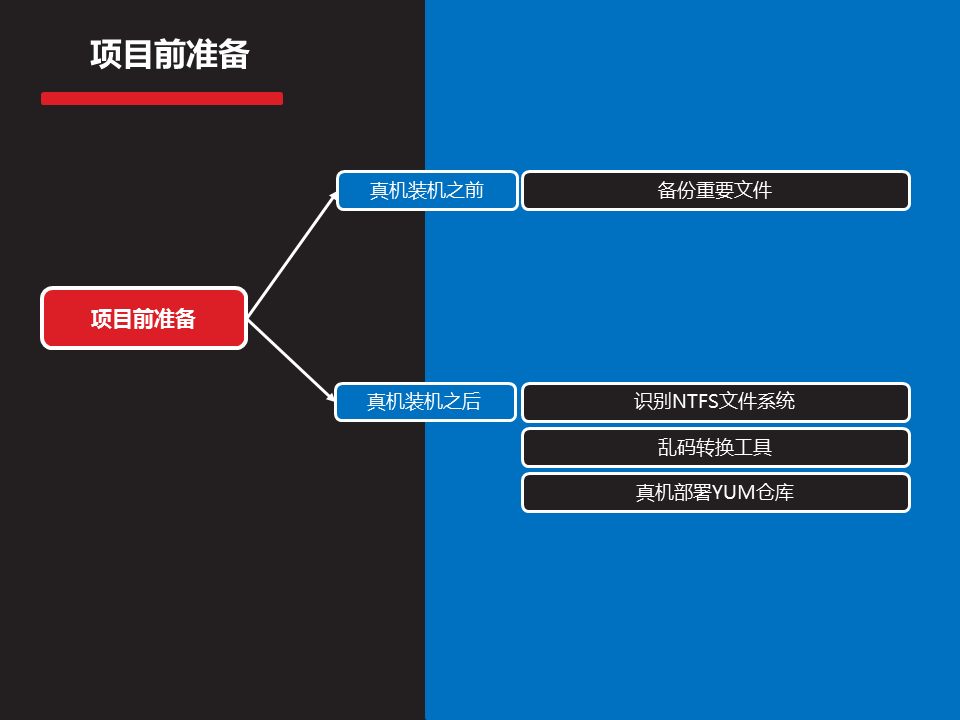 项目前准备
真机装机之前
备份重要文件
项目前准备
真机装机之后
识别NTFS文件系统
乱码转换工具
真机部署YUM仓库